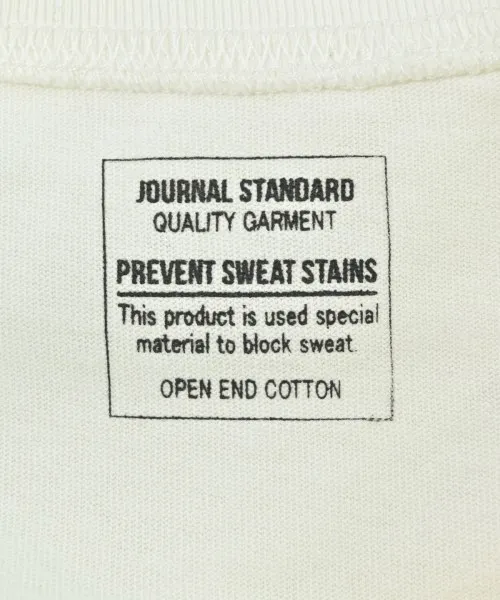 JOURNAL STANDARD
QUALITY GARMENT
PREVENT SWEAT STAINS
This product is used special
material to block sweat.
OPEN END COTTON